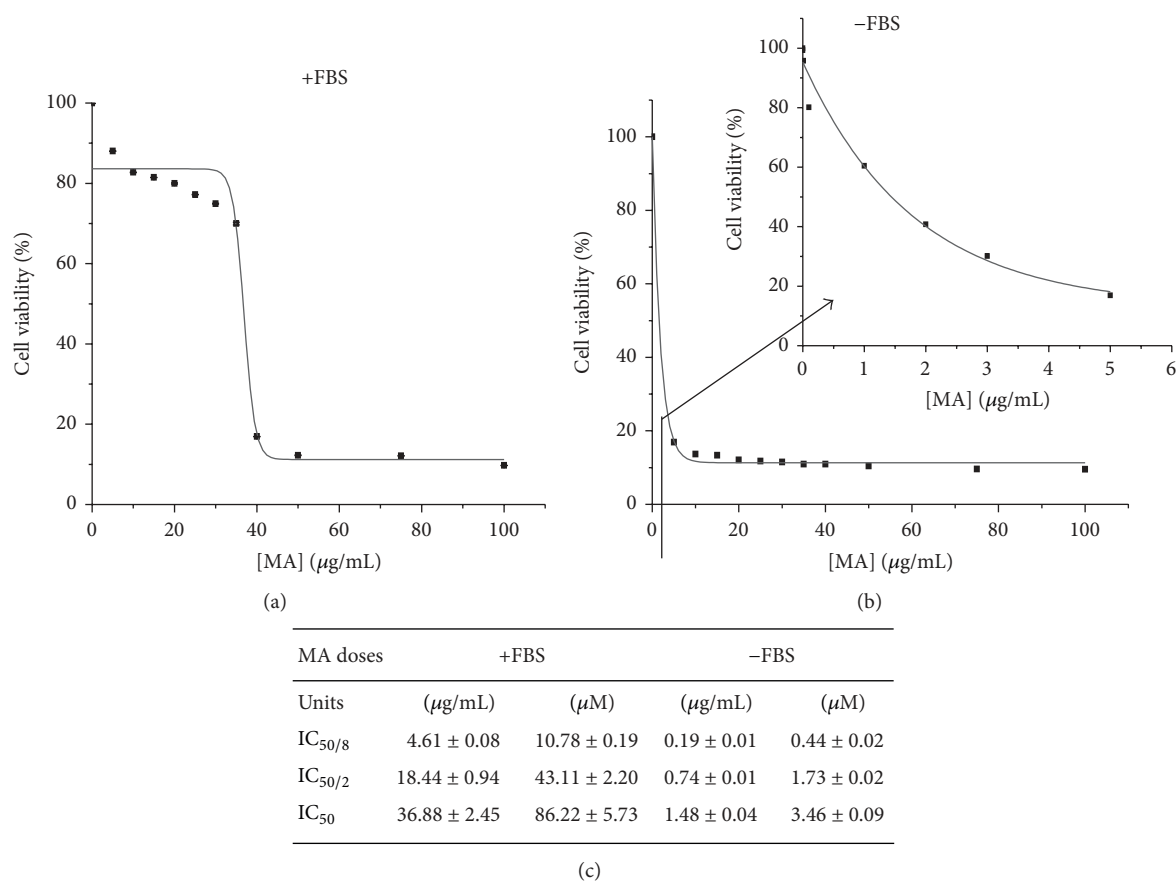 +FBS
100
80
60
40
20
0
Cell viability (%)
0 20 40 60 80 100
[MA] (μg/mL)
(a)
100
80
60
40
20
0
Cell viability (%)
0 20 40 60 80 100
[MA] (μg/mL)
(b)
−FBS
100
80
60
40
20
0
Cell viability (%)
0 1 2 3 4 5 6
[MA] (μg/mL)
MA doses +FBS −FBS
Units (μg/mL) (μM) (μg/mL) (μM)
IC50/8 4.61 ± 0.08 10.78 ± 0.19 0.19 ± 0.01 0.44 ± 0.02
IC50/2 18.44 ± 0.94 43.11 ± 2.20 0.74 ± 0.01 1.73 ± 0.02
IC50 36.88 ± 2.45 86.22 ± 5.73 1.48 ± 0.04 3.46 ± 0.09
(c)